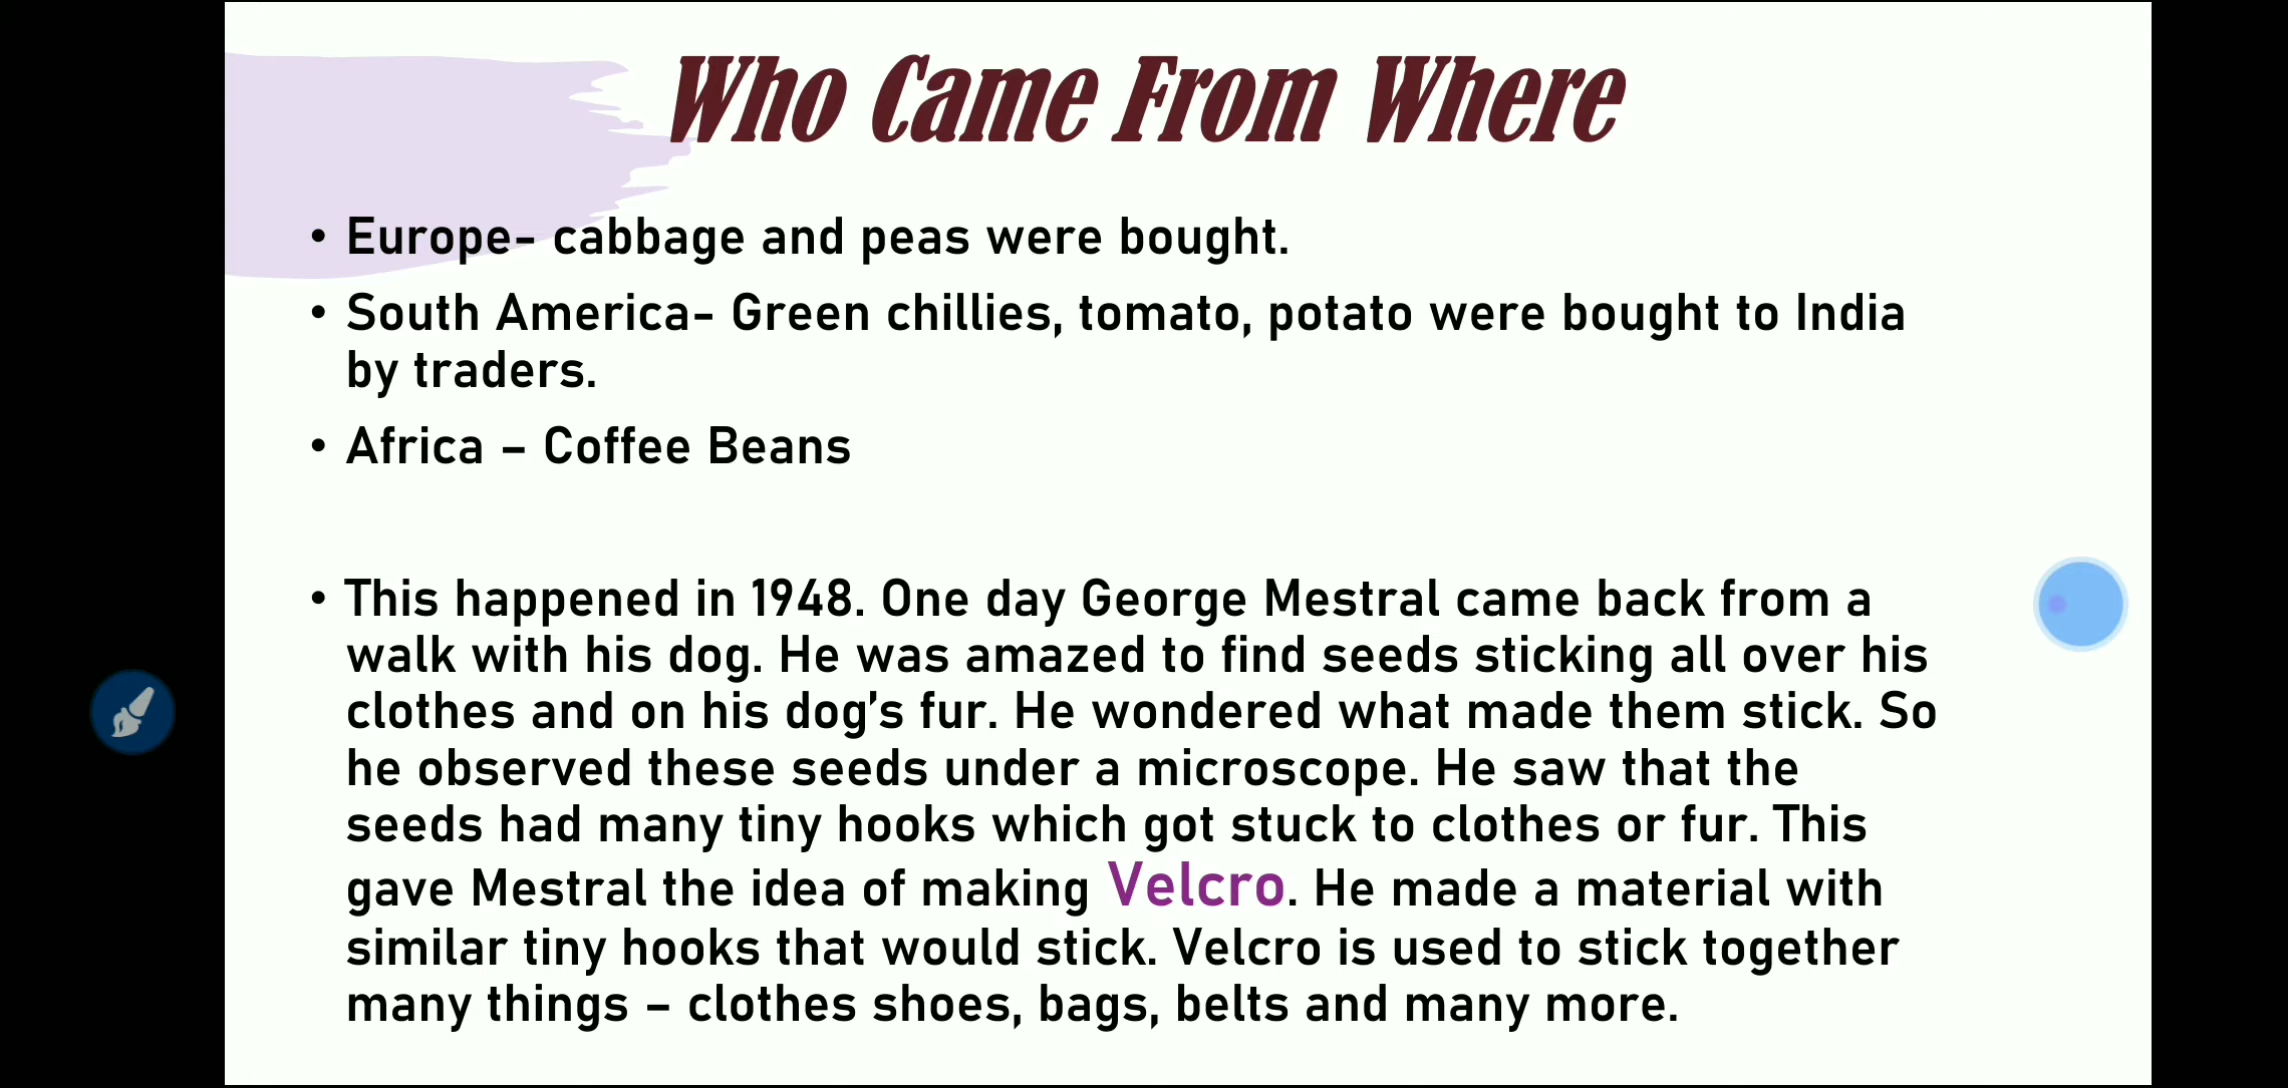 Who Came From Where
• Europe- cabbage and peas were bought.
• South America- Green chillies, tomato, potato were bought to India
by traders.
• Africa – Coffee Beans
• This happened in 1948. One day George Mestral came back from a
walk with his dog. He was amazed to find seeds sticking all over his
clothes and on his dog's fur. He wondered what made them stick. So
he observed these seeds under a microscope. He saw that the
seeds had many tiny hooks which got stuck to clothes or fur. This
gave Mestral the idea of making Velcro. He made a material with
similar tiny hooks that would stick. Velcro is used to stick together
many things – clothes shoes, bags, belts and many more.